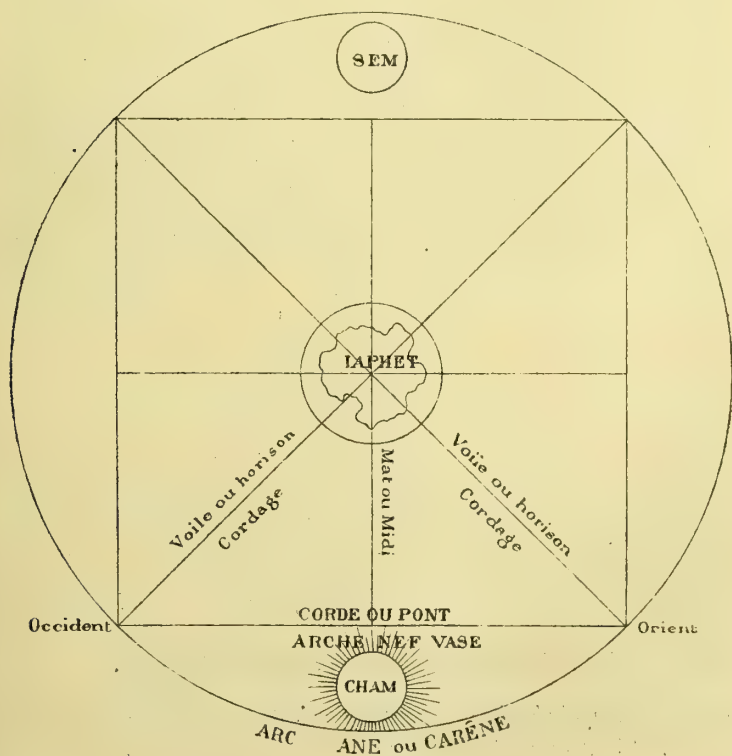 SEM
IAPHET
Voile ou horison
Cordage
Mat ou Midi
Voile ou horison
Cordage
Occident
CORDE OU PONT
Orient
ARCHE NEF VASE
CHAM
ARC ANE ou CARÊNE